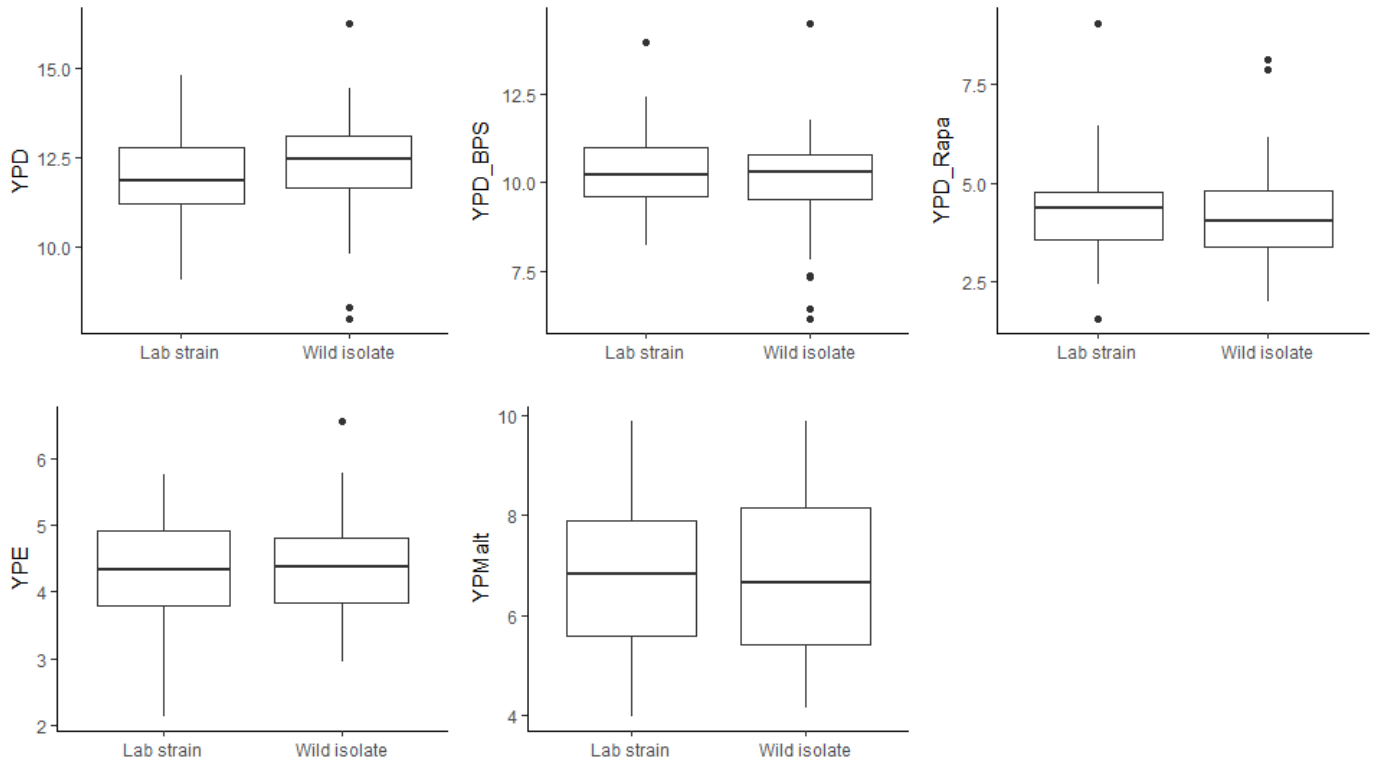 YPD
15.0
12.5
10.0
Lab strain Wild isolate
YPD_BPS
12.5
10.0
7.5
Lab strain Wild isolate
YPD_Rapa
7.5
5.0
2.5
Lab strain Wild isolate
YPE
6
5
4
3
2
Lab strain Wild isolate
YPMalt
10
8
6
4
Lab strain Wild isolate